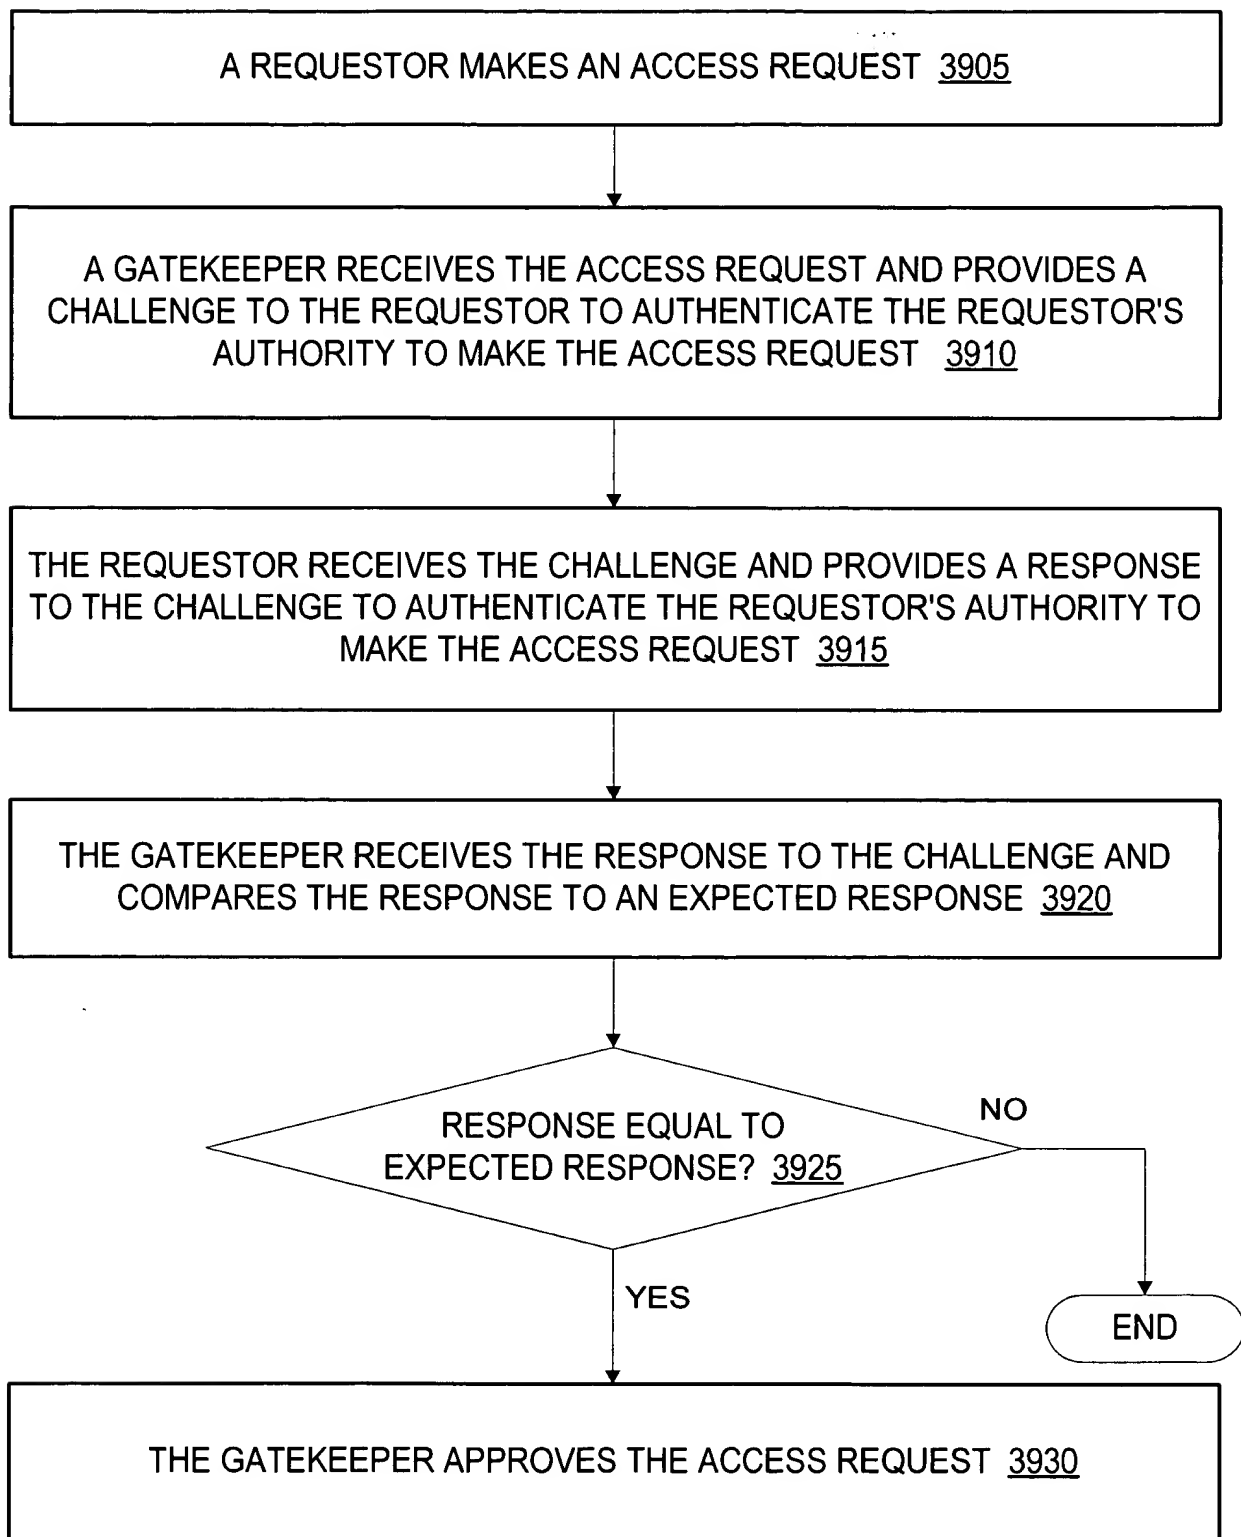 A REQUESTOR MAKES AN ACCESS REQUEST 3905
A GATEKEEPER RECEIVES THE ACCESS REQUEST AND PROVIDES A
CHALLENGE TO THE REQUESTOR TO AUTHENTICATE THE REQUESTOR'S
AUTHORITY TO MAKE THE ACCESS REQUEST 3910
THE REQUESTOR RECEIVES THE CHALLENGE AND PROVIDES A RESPONSE
TO THE CHALLENGE TO AUTHENTICATE THE REQUESTOR'S AUTHORITY TO
MAKE THE ACCESS REQUEST 3915
THE GATEKEEPER RECEIVES THE RESPONSE TO THE CHALLENGE AND
COMPARES THE RESPONSE TO AN EXPECTED RESPONSE 3920
RESPONSE EQUAL TO
EXPECTED RESPONSE? 3925
NO
YES
END
THE GATEKEEPER APPROVES THE ACCESS REQUEST 3930